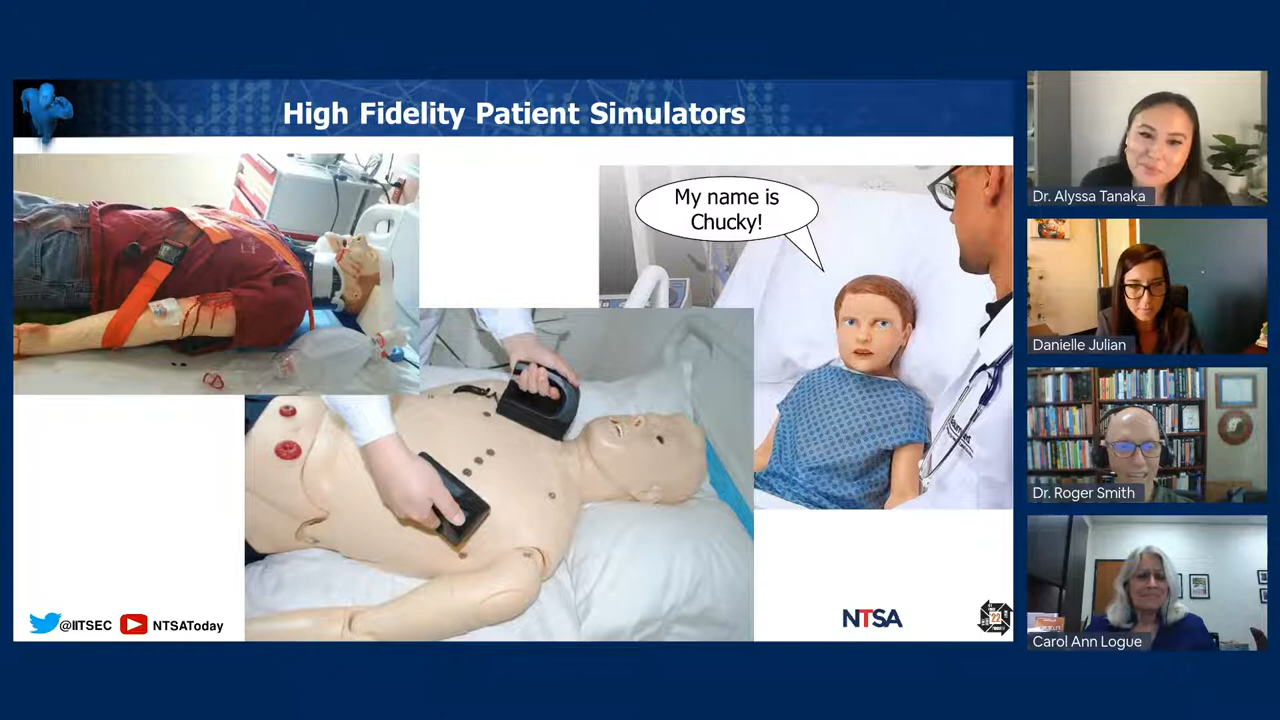 High Fidelity Patient Simulators
My name is
Chucky!
@IITSEC
NTSAToday
NTSA
Dr. Alyssa Tanaka
Danielle Julian
Dr. Roger Smith
Carol Ann Logue